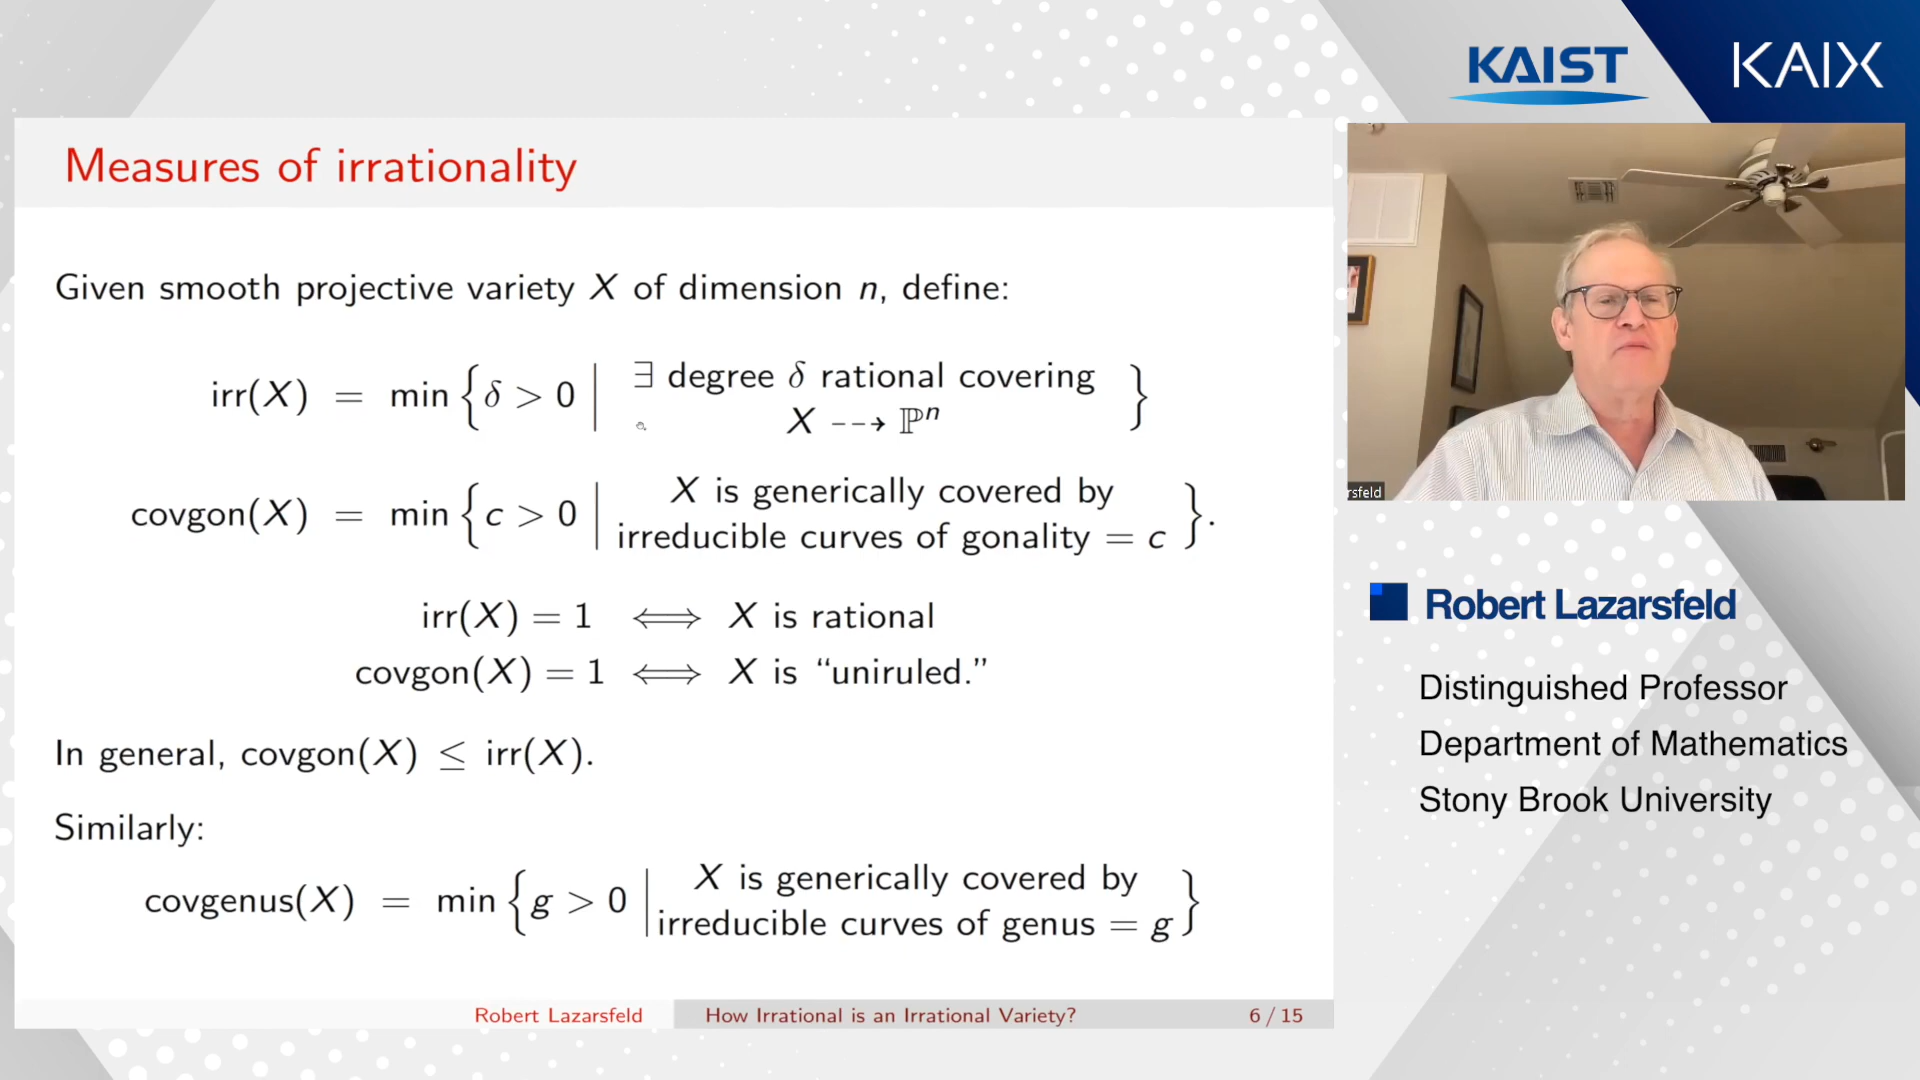 KAIST
KAIX
Measures of irrationality
Given smooth projective variety X of dimension n, define:
irr(X) = min { δ > 0 | ∃ degree δ rational covering X ⇢ ℙⁿ }
covgon(X) = min { c > 0 | X is generically covered by irreducible curves of gonality = c }.
irr(X) = 1 ⟺ X is rational
covgon(X) = 1 ⟺ X is “uniruled.”
In general, covgon(X) ≤ irr(X).
Similarly:
covgenus(X) = min { g > 0 | X is generically covered by irreducible curves of genus = g }
Robert Lazarsfeld How Irrational is an Irrational Variety? 6 / 15
rsfeld
Robert Lazarsfeld
Distinguished Professor
Department of Mathematics
Stony Brook University